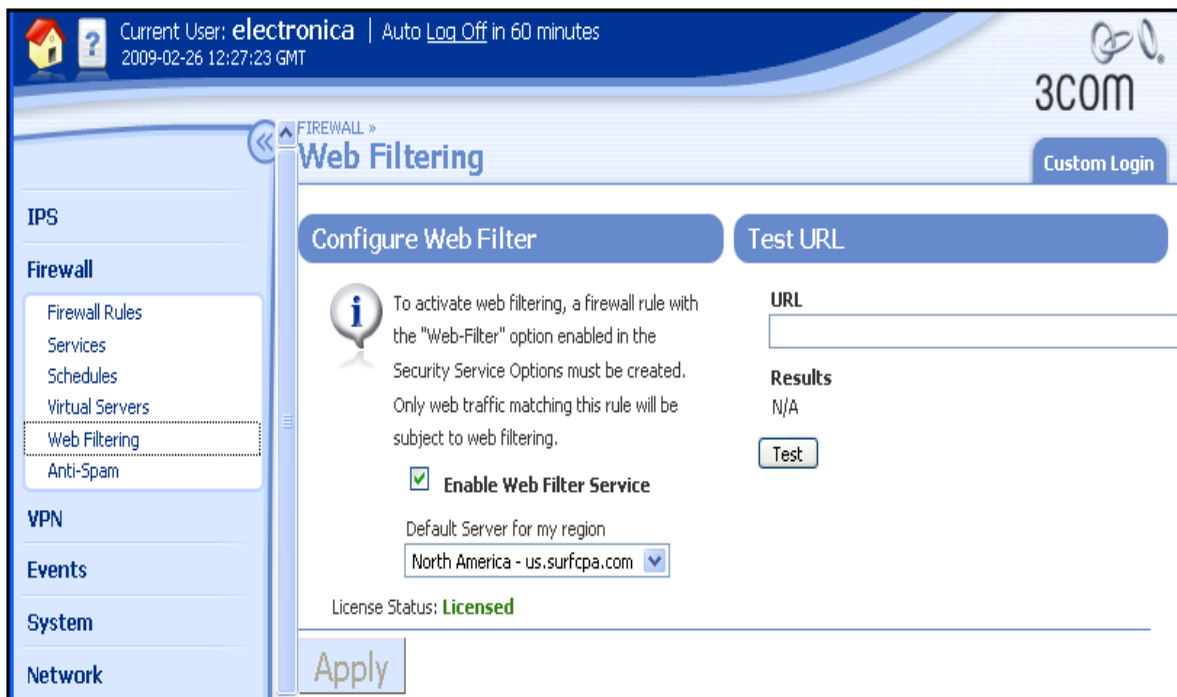 Current User: electronica | Auto Log Off in 60 minutes
2009-02-26 12:27:23 GMT
3COM
FIREWALL »
Web Filtering
Custom Login
IPS
Firewall
Firewall Rules
Services
Schedules
Virtual Servers
Web Filtering
Anti-Spam
VPN
Events
System
Network
Configure Web Filter
To activate web filtering, a firewall rule with
the "Web-Filter" option enabled in the
Security Service Options must be created.
Only web traffic matching this rule will be
subject to web filtering.
Enable Web Filter Service
Default Server for my region
North America - us.surfcpa.com
License Status: Licensed
Apply
Test URL
URL
Results
N/A
Test